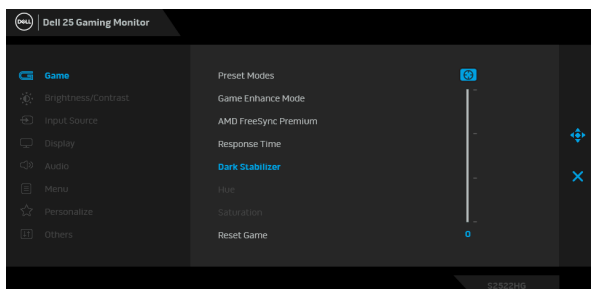 DELL Dell 25 Gaming Monitor
Game
Brightness/Contrast
Input Source
Display
Audio
Menu
Personalize
Others
Preset Modes
Game Enhance Mode
AMD FreeSync Premium
Response Time
Dark Stabilizer
Hue
Saturation
Reset Game
0
S2522HG